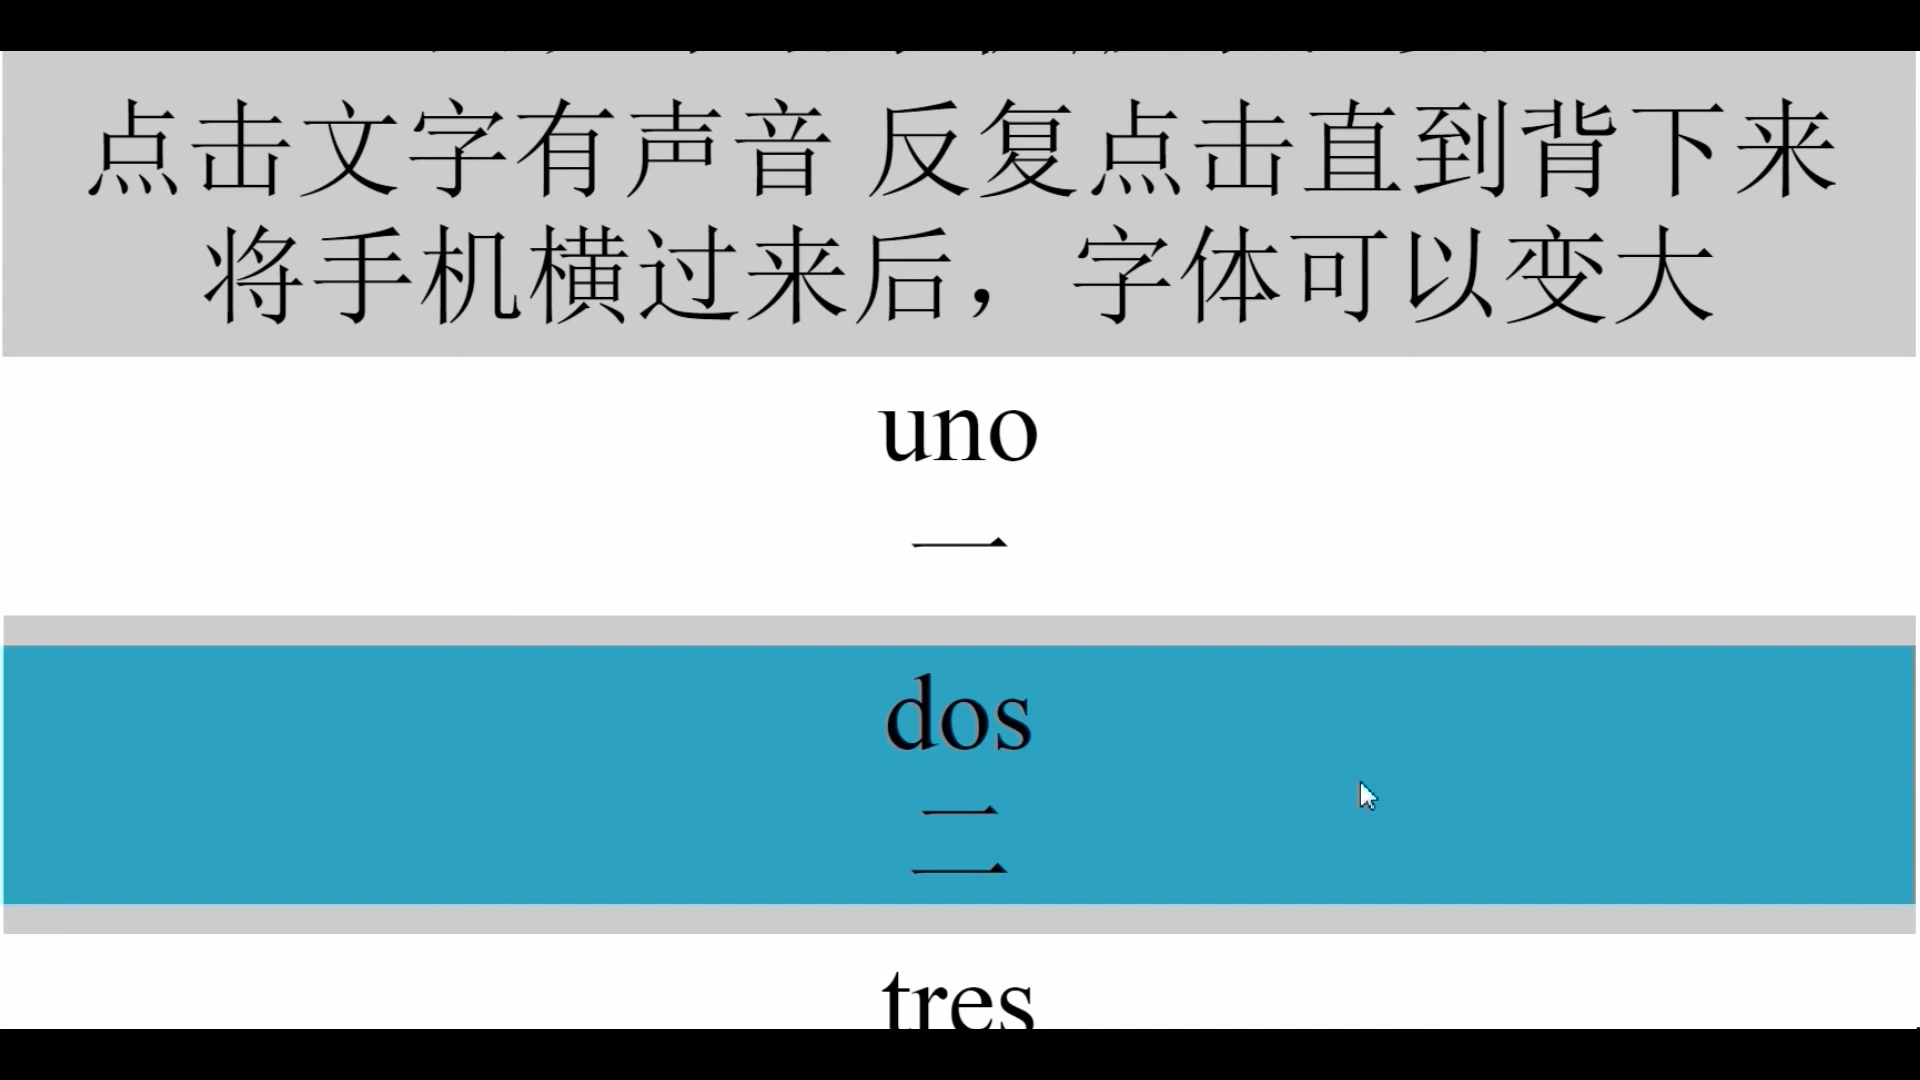 点击文字有声音 反复点击直到背下来
将手机横过来后，字体可以变大
uno
一
dos
二
tres